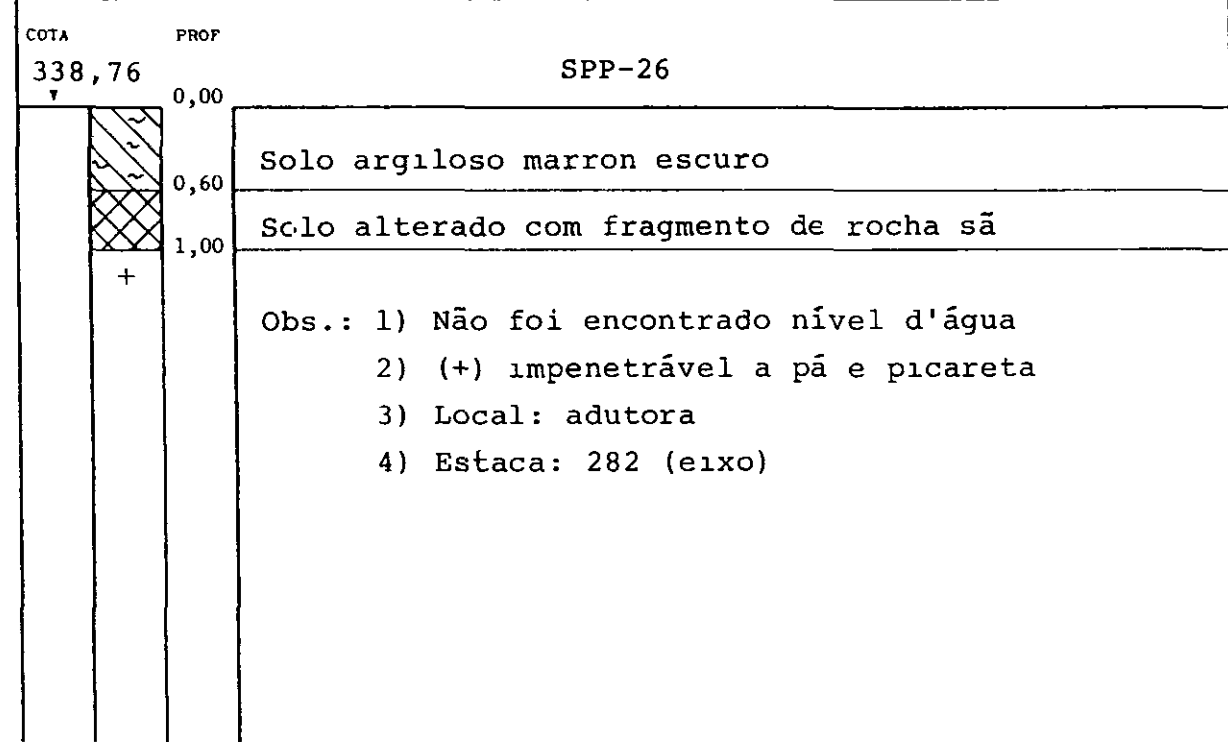 COTA PROF
338,76 SPP-26
0,00
Solo argiloso marron escuro
0,60
Solo alterado com fragmento de rocha sã
1,00
+
Obs.: 1) Não foi encontrado nível d'água
2) (+) impenetrável a pá e picareta
3) Local: adutora
4) Estaca: 282 (eixo)